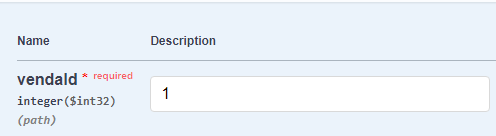 Name Description
vendaId * required
integer($int32)
(path)
1